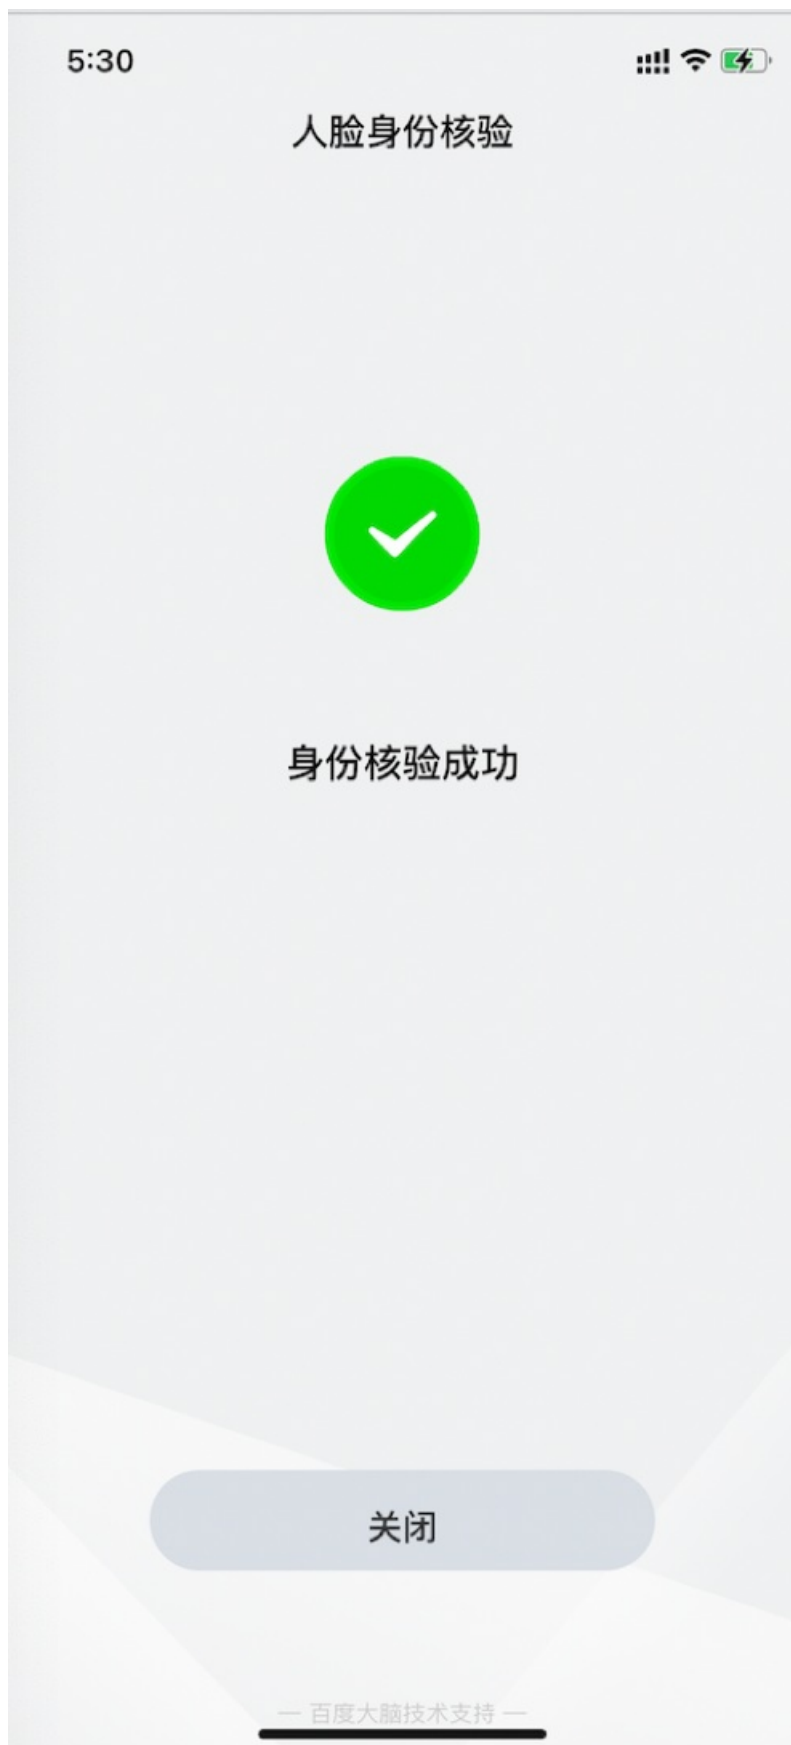 5:30
人脸身份核验
身份核验成功
关闭
— 百度大脑技术支持 —